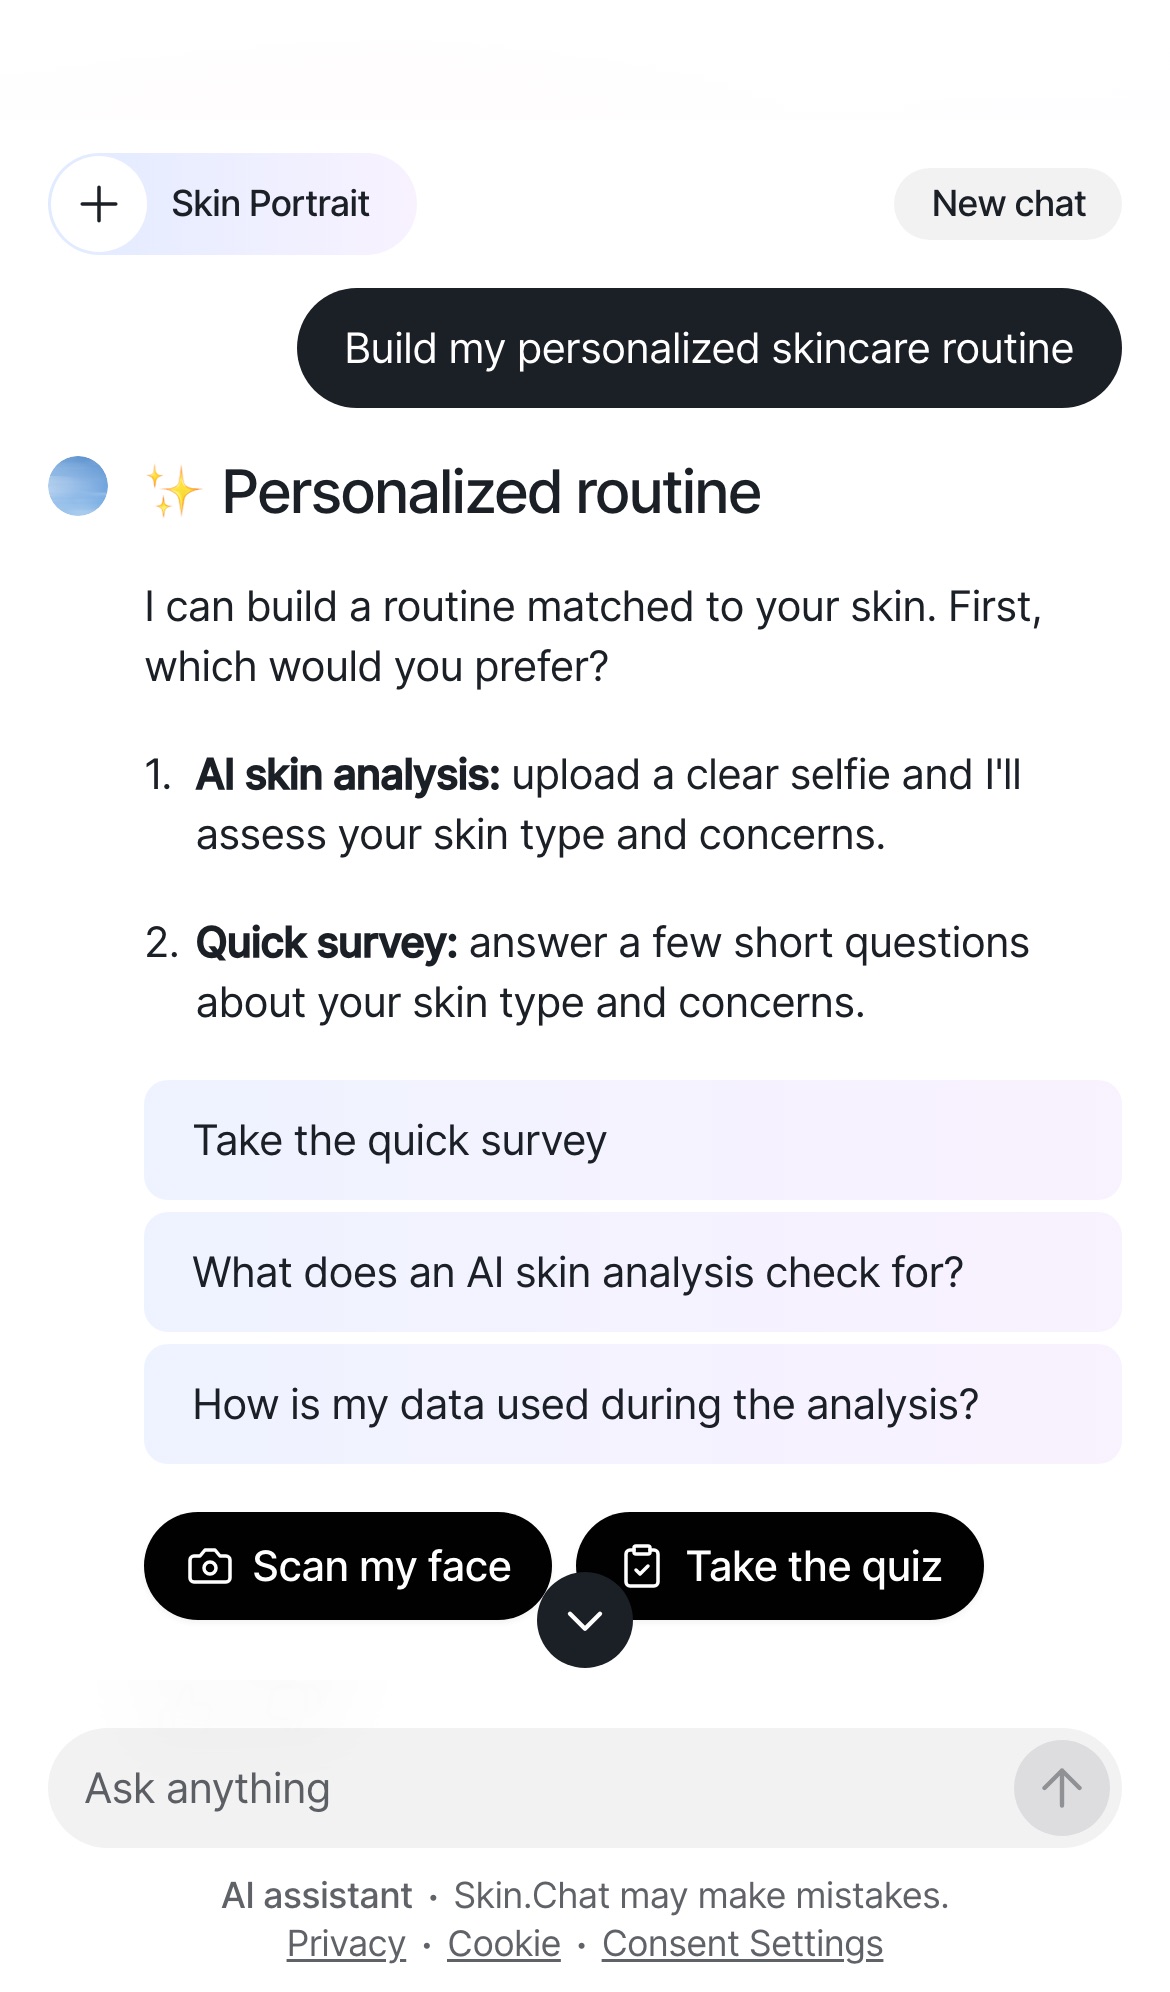 Skin Portrait
New chat
Build my personalized skincare routine
✨ Personalized routine
I can build a routine matched to your skin. First,
which would you prefer?
1. AI skin analysis: upload a clear selfie and I'll
assess your skin type and concerns.
2. Quick survey: answer a few short questions
about your skin type and concerns.
Take the quick survey
What does an AI skin analysis check for?
How is my data used during the analysis?
Scan my face
Take the quiz
Ask anything
AI assistant • Skin.Chat may make mistakes.
Privacy • Cookie • Consent Settings